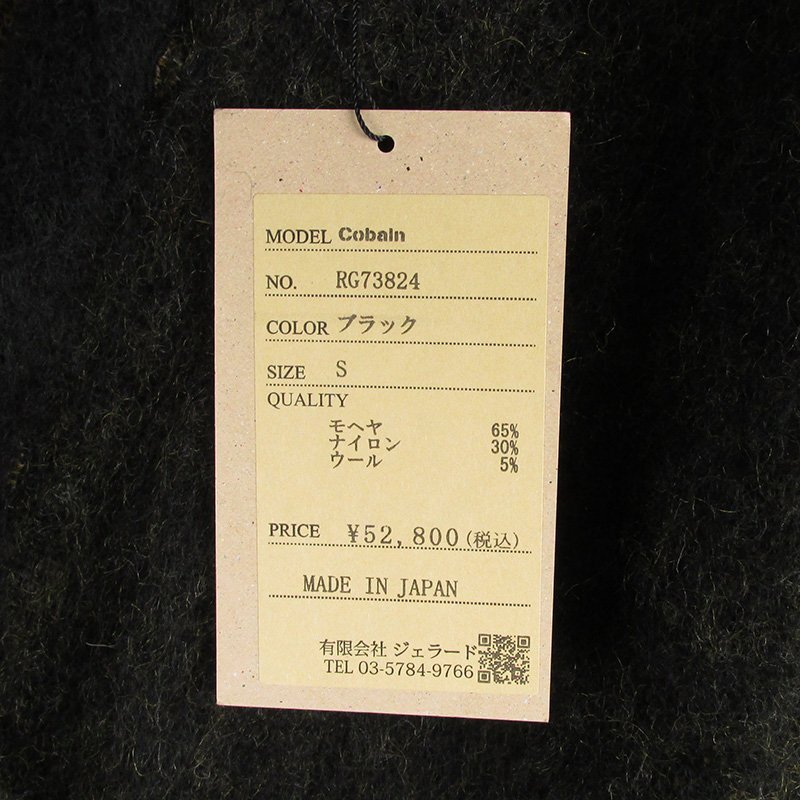 MODEL Cobain
NO. RG73824
COLOR ブラック
SIZE S
QUALITY
モヘヤ 65%
ナイロン 30%
ウール 5%
PRICE ¥52,800(税込)
MADE IN JAPAN
有限会社 ジェラード
TEL 03-5784-9766